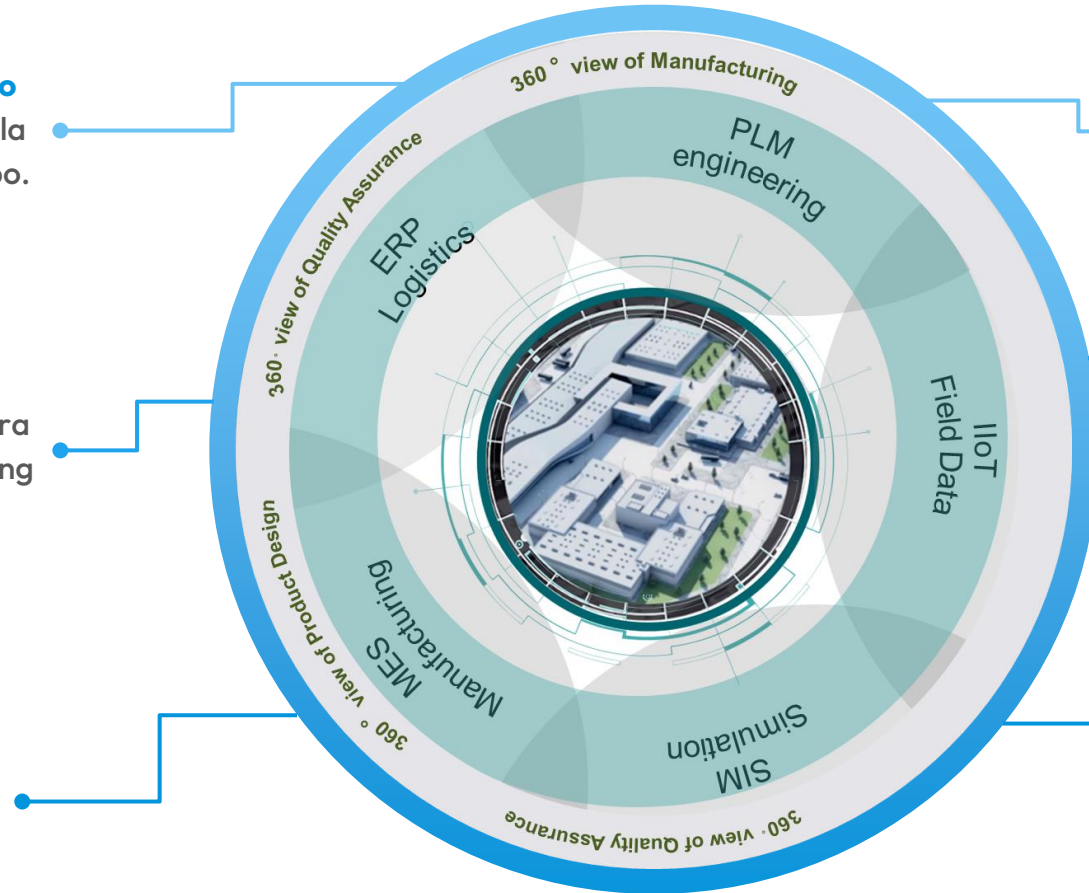 o
la
po.
ra
ng
360° view of Manufacturing
360° view of Quality Assurance
PLM
engineering
ERP
Logistics
IIoT
Field Data
360° view of Product Design
MES
Manufacturing
SIM
Simulation
360° view of Quality Assurance